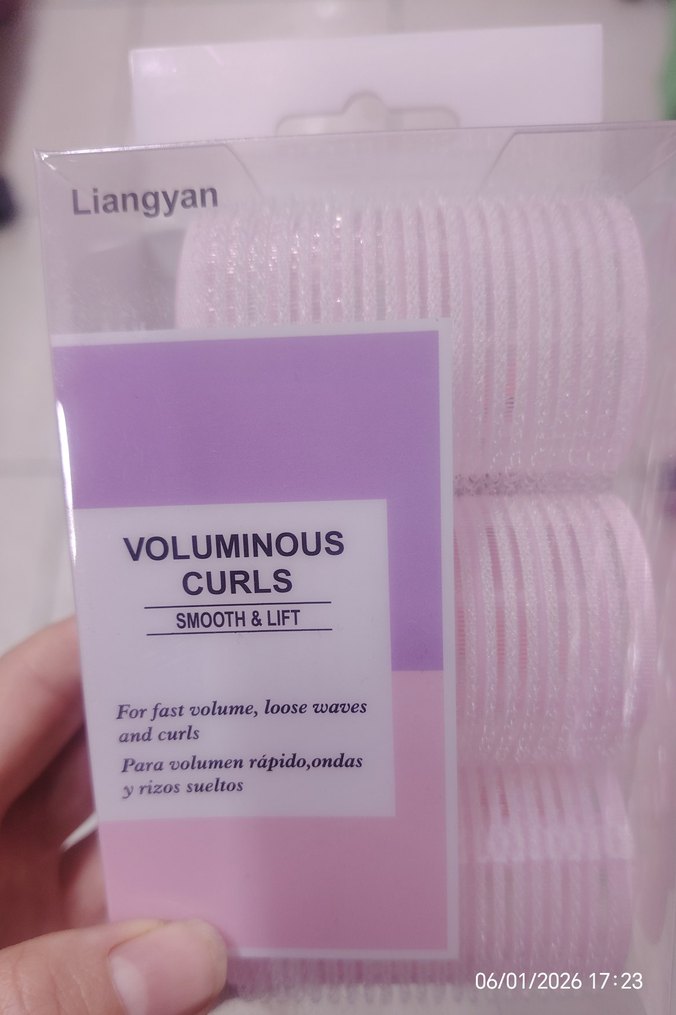 Liangyan
VOLUMINOUS
CURLS
SMOOTH & LIFT
For fast volume, loose waves
and curls
Para volumen rápido,ondas
y rizos sueltos
06/01/2026 17:23